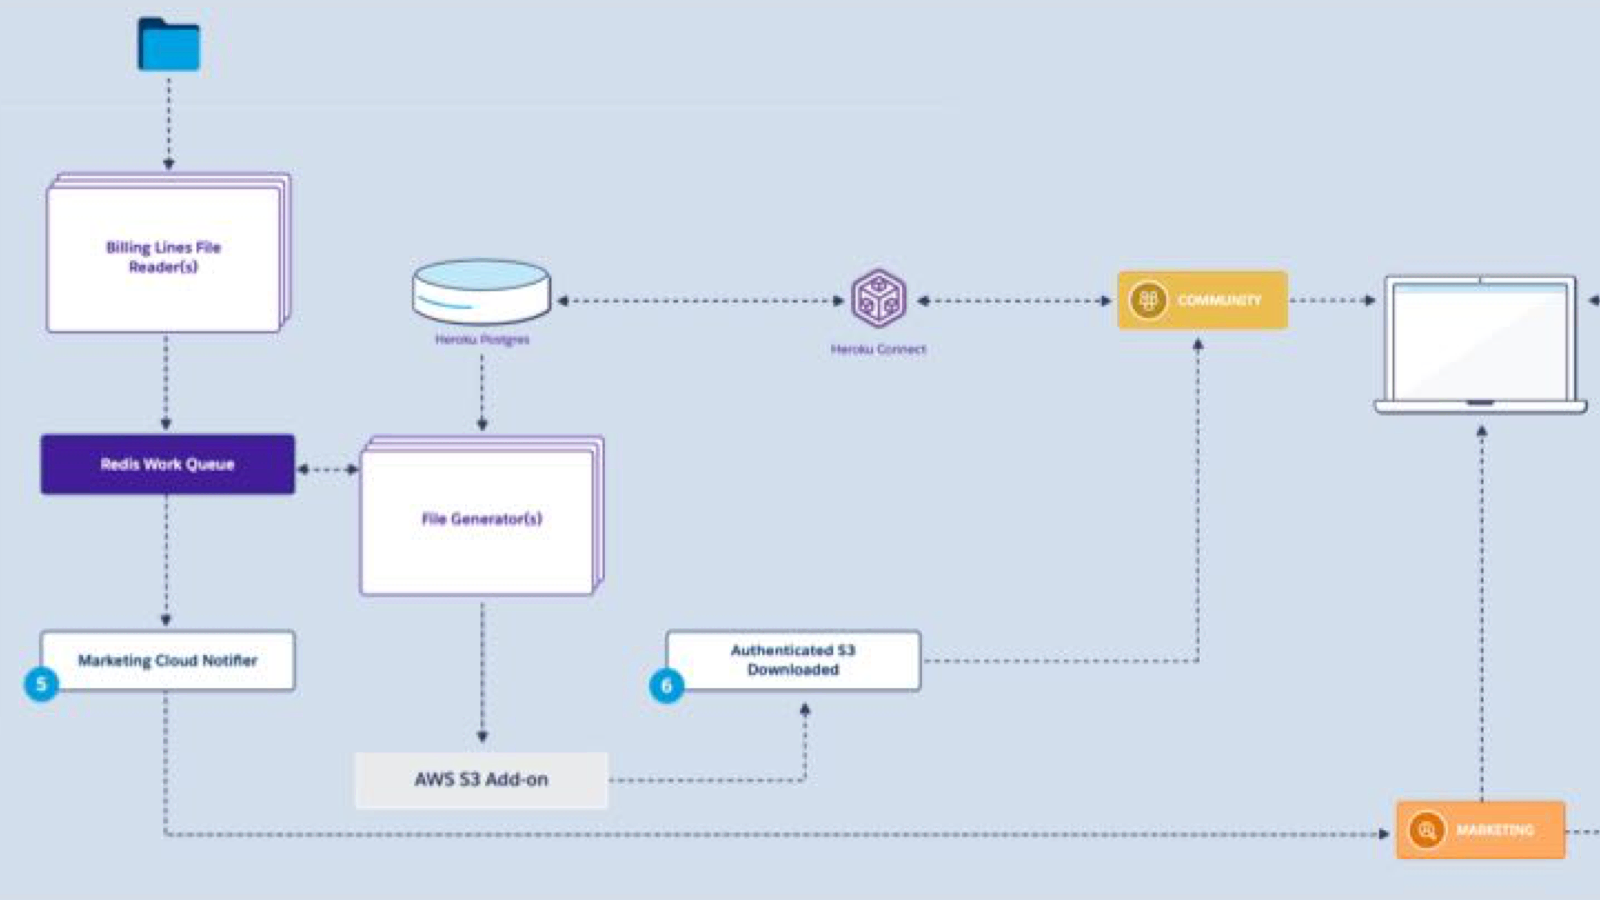 Billing Lines File
Reader(s)
Heroku Postgres
Heroku Connect
COMMUNITY
Redis Work Queue
File Generator(s)
Marketing Cloud Notifier
5
Authenticated S3
Downloaded
6
AWS S3 Add-on
MARKETING